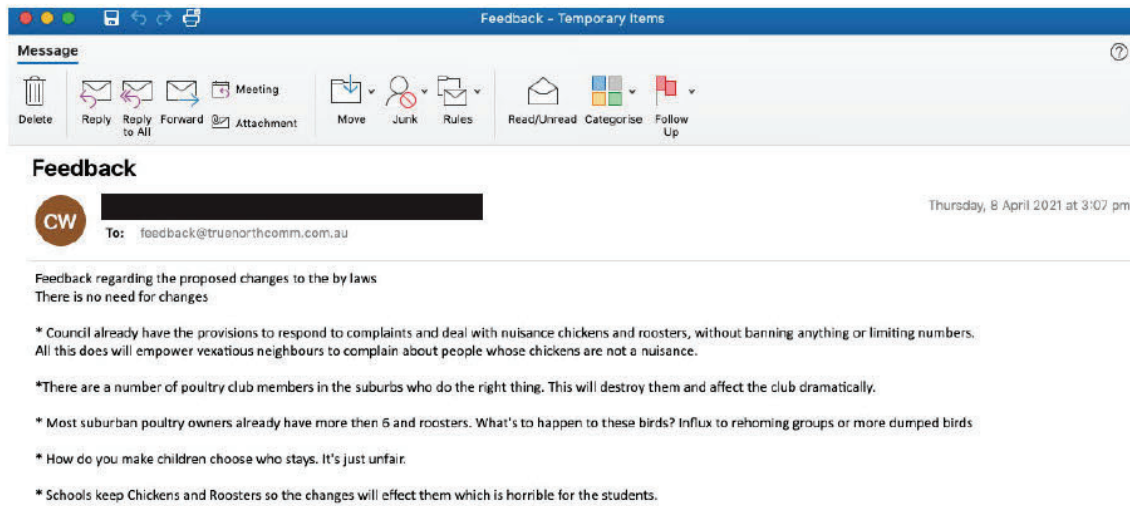 Feedback – Temporary Items
Message
Delete
Reply
Reply
to All
Forward
Meeting
Attachment
Move
Junk
Rules
Read/Unread
Categorise
Follow
Up
Feedback
CW
Thursday, 8 April 2021 at 3:07 pm
To: feedback@truenorthcomm.com.au
Feedback regarding the proposed changes to the by laws
There is no need for changes
* Council already have the provisions to respond to complaints and deal with nuisance chickens and roosters, without banning anything or limiting numbers.
All this does will empower vexatious neighbours to complain about people whose chickens are not a nuisance.
*There are a number of poultry club members in the suburbs who do the right thing. This will destroy them and affect the club dramatically.
* Most suburban poultry owners already have more then 6 and roosters. What's to happen to these birds? Influx to rehoming groups or more dumped birds
* How do you make children choose who stays. It's just unfair.
* Schools keep Chickens and Roosters so the changes will effect them which is horrible for the students.